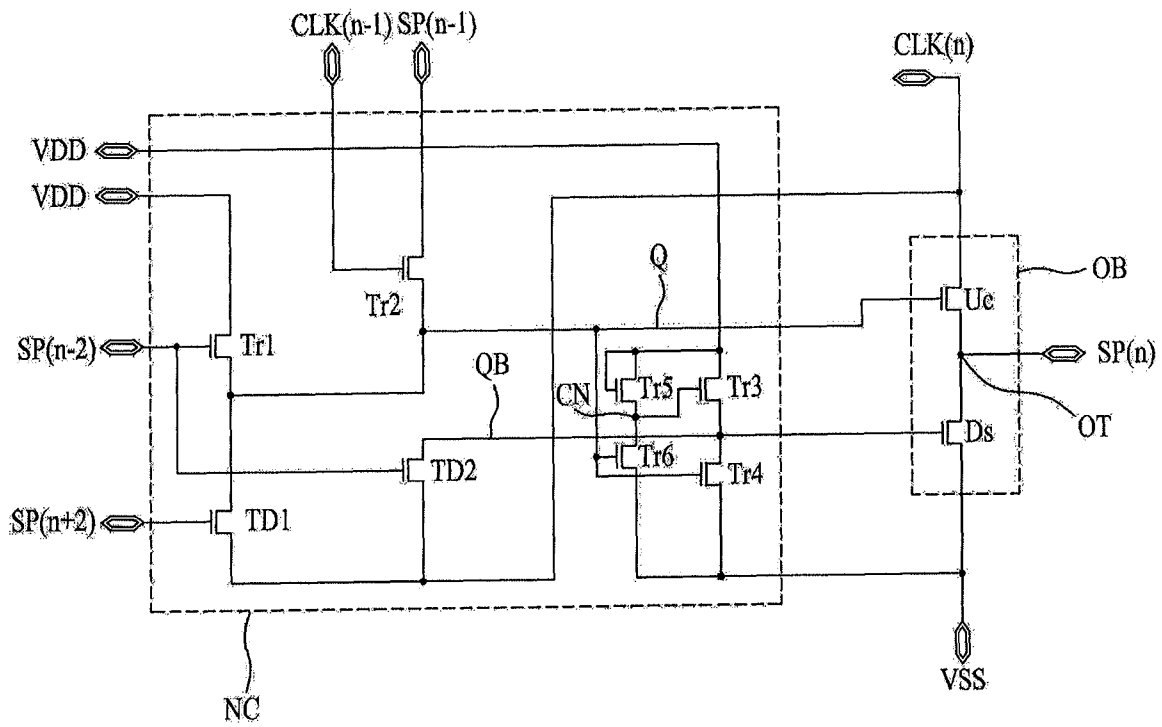 CLK(n-1) SP(n-1)
CLK(n)
VDD
VDD
Q
OB
Tr2
Uc
SP(n-2)
Tr1
QB
SP(n)
CN
Tr5
Tr3
OT
Ds
TD2
Tr6
Tr4
SP(n+2)
TD1
VSS
NC